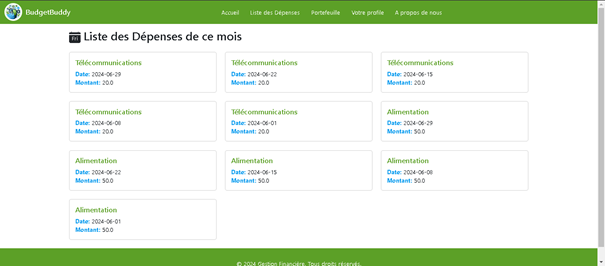 BudgetBuddy
Accueil Liste des Dépenses Portefeuille Votre profile A propos de nous
Fri Liste des Dépenses de ce mois
Télécommunications
Date: 2024-06-29
Montant: 20.0
Télécommunications
Date: 2024-06-22
Montant: 20.0
Télécommunications
Date: 2024-06-15
Montant: 20.0
Télécommunications
Date: 2024-06-08
Montant: 20.0
Télécommunications
Date: 2024-06-01
Montant: 20.0
Alimentation
Date: 2024-06-29
Montant: 50.0
Alimentation
Date: 2024-06-22
Montant: 50.0
Alimentation
Date: 2024-06-15
Montant: 50.0
Alimentation
Date: 2024-06-08
Montant: 50.0
Alimentation
Date: 2024-06-01
Montant: 50.0
© 2024 Gestion Financière. Tous droits réservés.